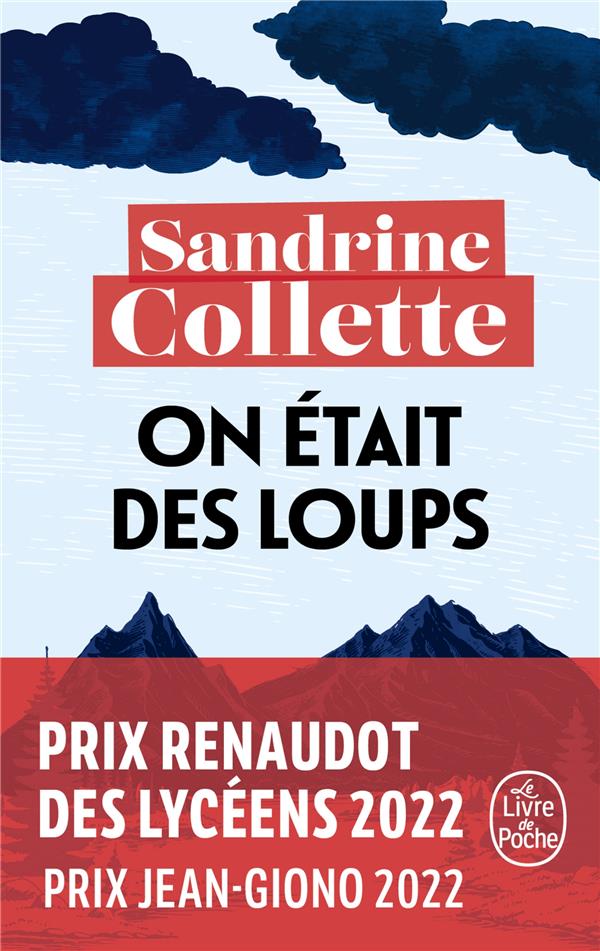 Sandrine
Collette
ON ÉTAIT
DES LOUPS
PRIX RENAUDOT
DES LYCÉENS 2022
PRIX JEAN-GIONO 2022
Le
Livre
de
Poche